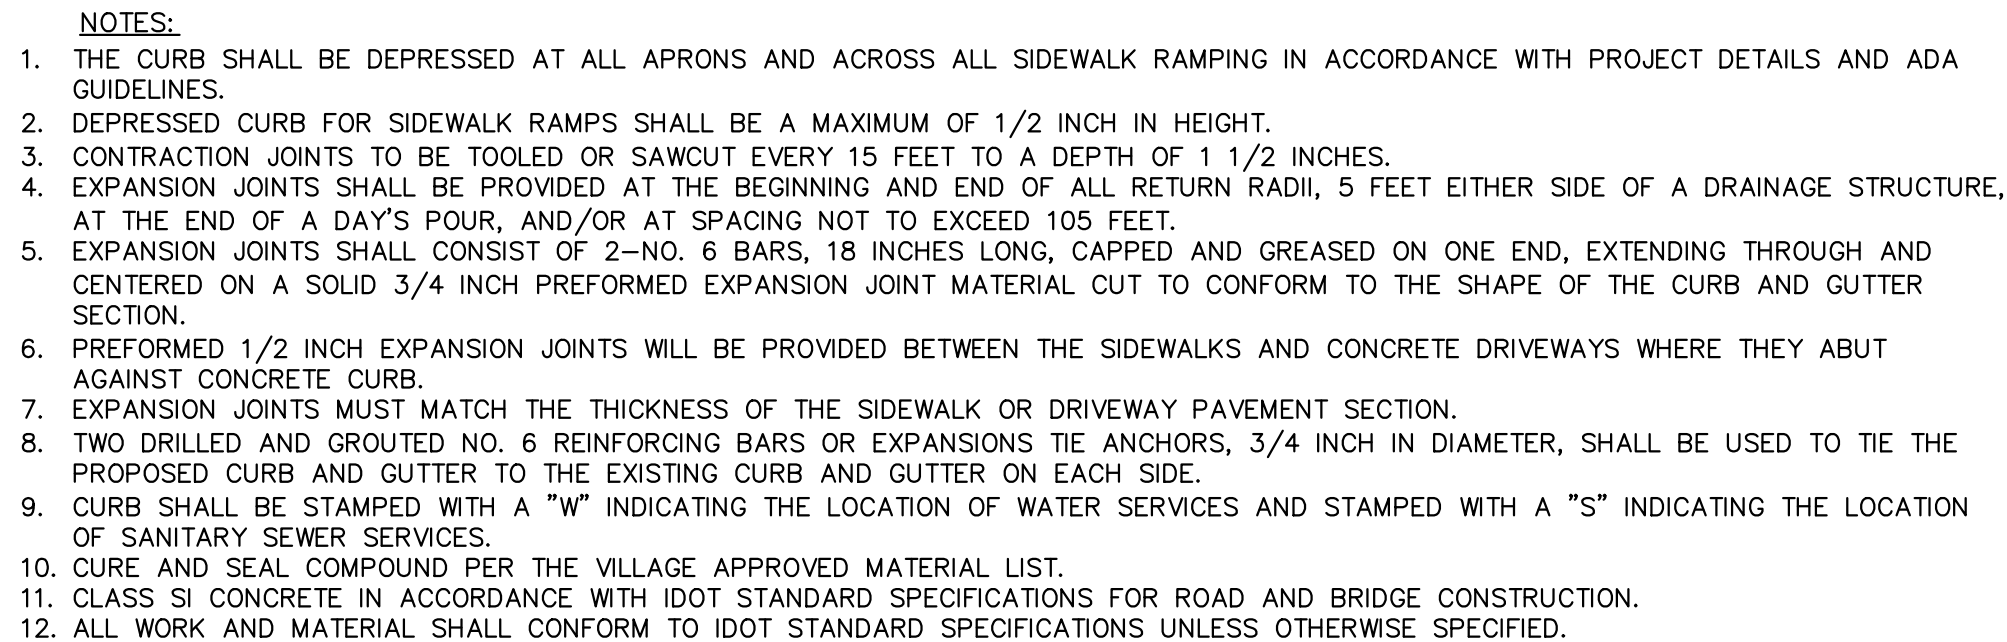 NOTES:
1. THE CURB SHALL BE DEPRESSED AT ALL APRONS AND ACROSS ALL SIDEWALK RAMPING IN ACCORDANCE WITH PROJECT DETAILS AND ADA
GUIDELINES.
2. DEPRESSED CURB FOR SIDEWALK RAMPS SHALL BE A MAXIMUM OF 1/2 INCH IN HEIGHT.
3. CONTRACTION JOINTS TO BE TOOLED OR SAWCUT EVERY 15 FEET TO A DEPTH OF 1 1/2 INCHES.
4. EXPANSION JOINTS SHALL BE PROVIDED AT THE BEGINNING AND END OF ALL RETURN RADII, 5 FEET EITHER SIDE OF A DRAINAGE STRUCTURE,
AT THE END OF A DAY'S POUR, AND/OR AT SPACING NOT TO EXCEED 105 FEET.
5. EXPANSION JOINTS SHALL CONSIST OF 2–NO. 6 BARS, 18 INCHES LONG, CAPPED AND GREASED ON ONE END, EXTENDING THROUGH AND
CENTERED ON A SOLID 3/4 INCH PREFORMED EXPANSION JOINT MATERIAL CUT TO CONFORM TO THE SHAPE OF THE CURB AND GUTTER
SECTION.
6. PREFORMED 1/2 INCH EXPANSION JOINTS WILL BE PROVIDED BETWEEN THE SIDEWALKS AND CONCRETE DRIVEWAYS WHERE THEY ABUT
AGAINST CONCRETE CURB.
7. EXPANSION JOINTS MUST MATCH THE THICKNESS OF THE SIDEWALK OR DRIVEWAY PAVEMENT SECTION.
8. TWO DRILLED AND GROUTED NO. 6 REINFORCING BARS OR EXPANSIONS TIE ANCHORS, 3/4 INCH IN DIAMETER, SHALL BE USED TO TIE THE
PROPOSED CURB AND GUTTER TO THE EXISTING CURB AND GUTTER ON EACH SIDE.
9. CURB SHALL BE STAMPED WITH A "W" INDICATING THE LOCATION OF WATER SERVICES AND STAMPED WITH A "S" INDICATING THE LOCATION
OF SANITARY SEWER SERVICES.
10. CURE AND SEAL COMPOUND PER THE VILLAGE APPROVED MATERIAL LIST.
11. CLASS SI CONCRETE IN ACCORDANCE WITH IDOT STANDARD SPECIFICATIONS FOR ROAD AND BRIDGE CONSTRUCTION.
12. ALL WORK AND MATERIAL SHALL CONFORM TO IDOT STANDARD SPECIFICATIONS UNLESS OTHERWISE SPECIFIED.